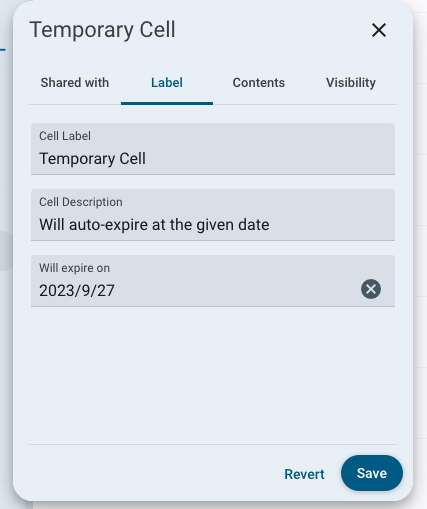 Temporary Cell
Shared with Label Contents Visibility
Cell Label
Temporary Cell
Cell Description
Will auto-expire at the given date
Will expire on
2023/9/27
Revert Save